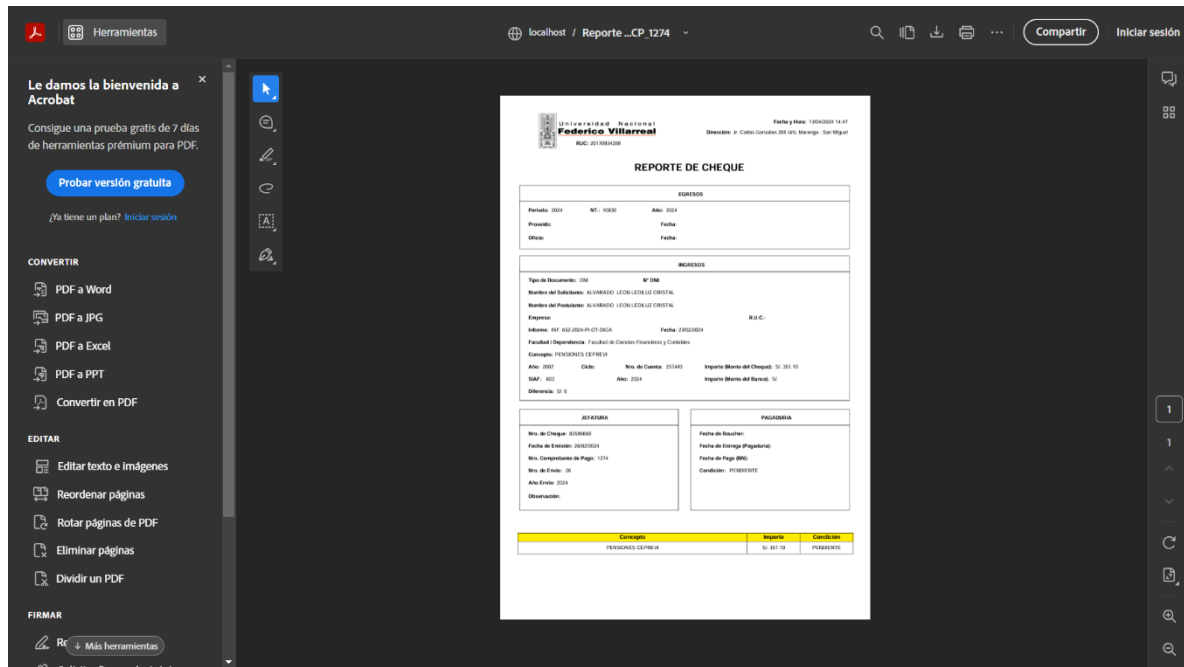 Herramientas
localhost / Reporte ...CP_1274
Compartir
Iniciar sesión
Le damos la bienvenida a
Acrobat
Consigue una prueba gratis de 7 días
de herramientas prémium para PDF.
Probar versión gratuita
¿Ya tiene un plan? Iniciar sesión
CONVERTIR
PDF a Word
PDF a JPG
PDF a Excel
PDF a PPT
Convertir en PDF
EDITAR
Editar texto e imágenes
Reordenar páginas
Rotar páginas de PDF
Eliminar páginas
Dividir un PDF
FIRMAR
Re
Más herramientas
Universidad Nacional
Federico Villarreal
RUC: 20170934289
Fecha y Hora: 13/04/2024 14:47
Dirección: Jr. Carlos Gonzáles 285 Urb. Maranga - San Miguel
REPORTE DE CHEQUE
EGRESOS
Periodo: 2024 NT.: 10830 Año: 2024
Proveido: Fecha:
Oficio: Fecha:
INGRESOS
Tipo de Documento: DNI N° DNI:
Nombre del Solicitante: ALVARADO LEON LEDILUZ CRISTAL
Nombre del Postulante: ALVARADO LEON LEDILUZ CRISTAL
Empresa: R.U.C.:
Informe: INF. 632-2024-PI-OT-DIGA Fecha: 23/02/2024
Facultad / Dependencia: Facultad de Ciencias Financieras y Contables
Concepto: PENSIONES CEPREVI
Año: 2007 Ciclo: Nro. de Cuenta: 257443 Importe (Monto del Cheque): S/. 351.10
SIAF: 603 Año: 2024 Importe (Monto del Banco): S/.
Diferencia: S/. 0
JEFATURA
Nro. de Cheque:
Fecha de Emisión: 26/02/2024
Nro. Comprobante de Pago: 1274
Nro. de Envio: 28
Año Envio: 2024
Observación:
PAGADURIA
Fecha de Boucher:
Fecha de Entrega (Pagaduria):
Fecha de Pago (BN):
Condición: PENDIENTE
Concepto Importe Condición
PENSIONES CEPREVI S/. 351.10 PENDIENTE
1
1